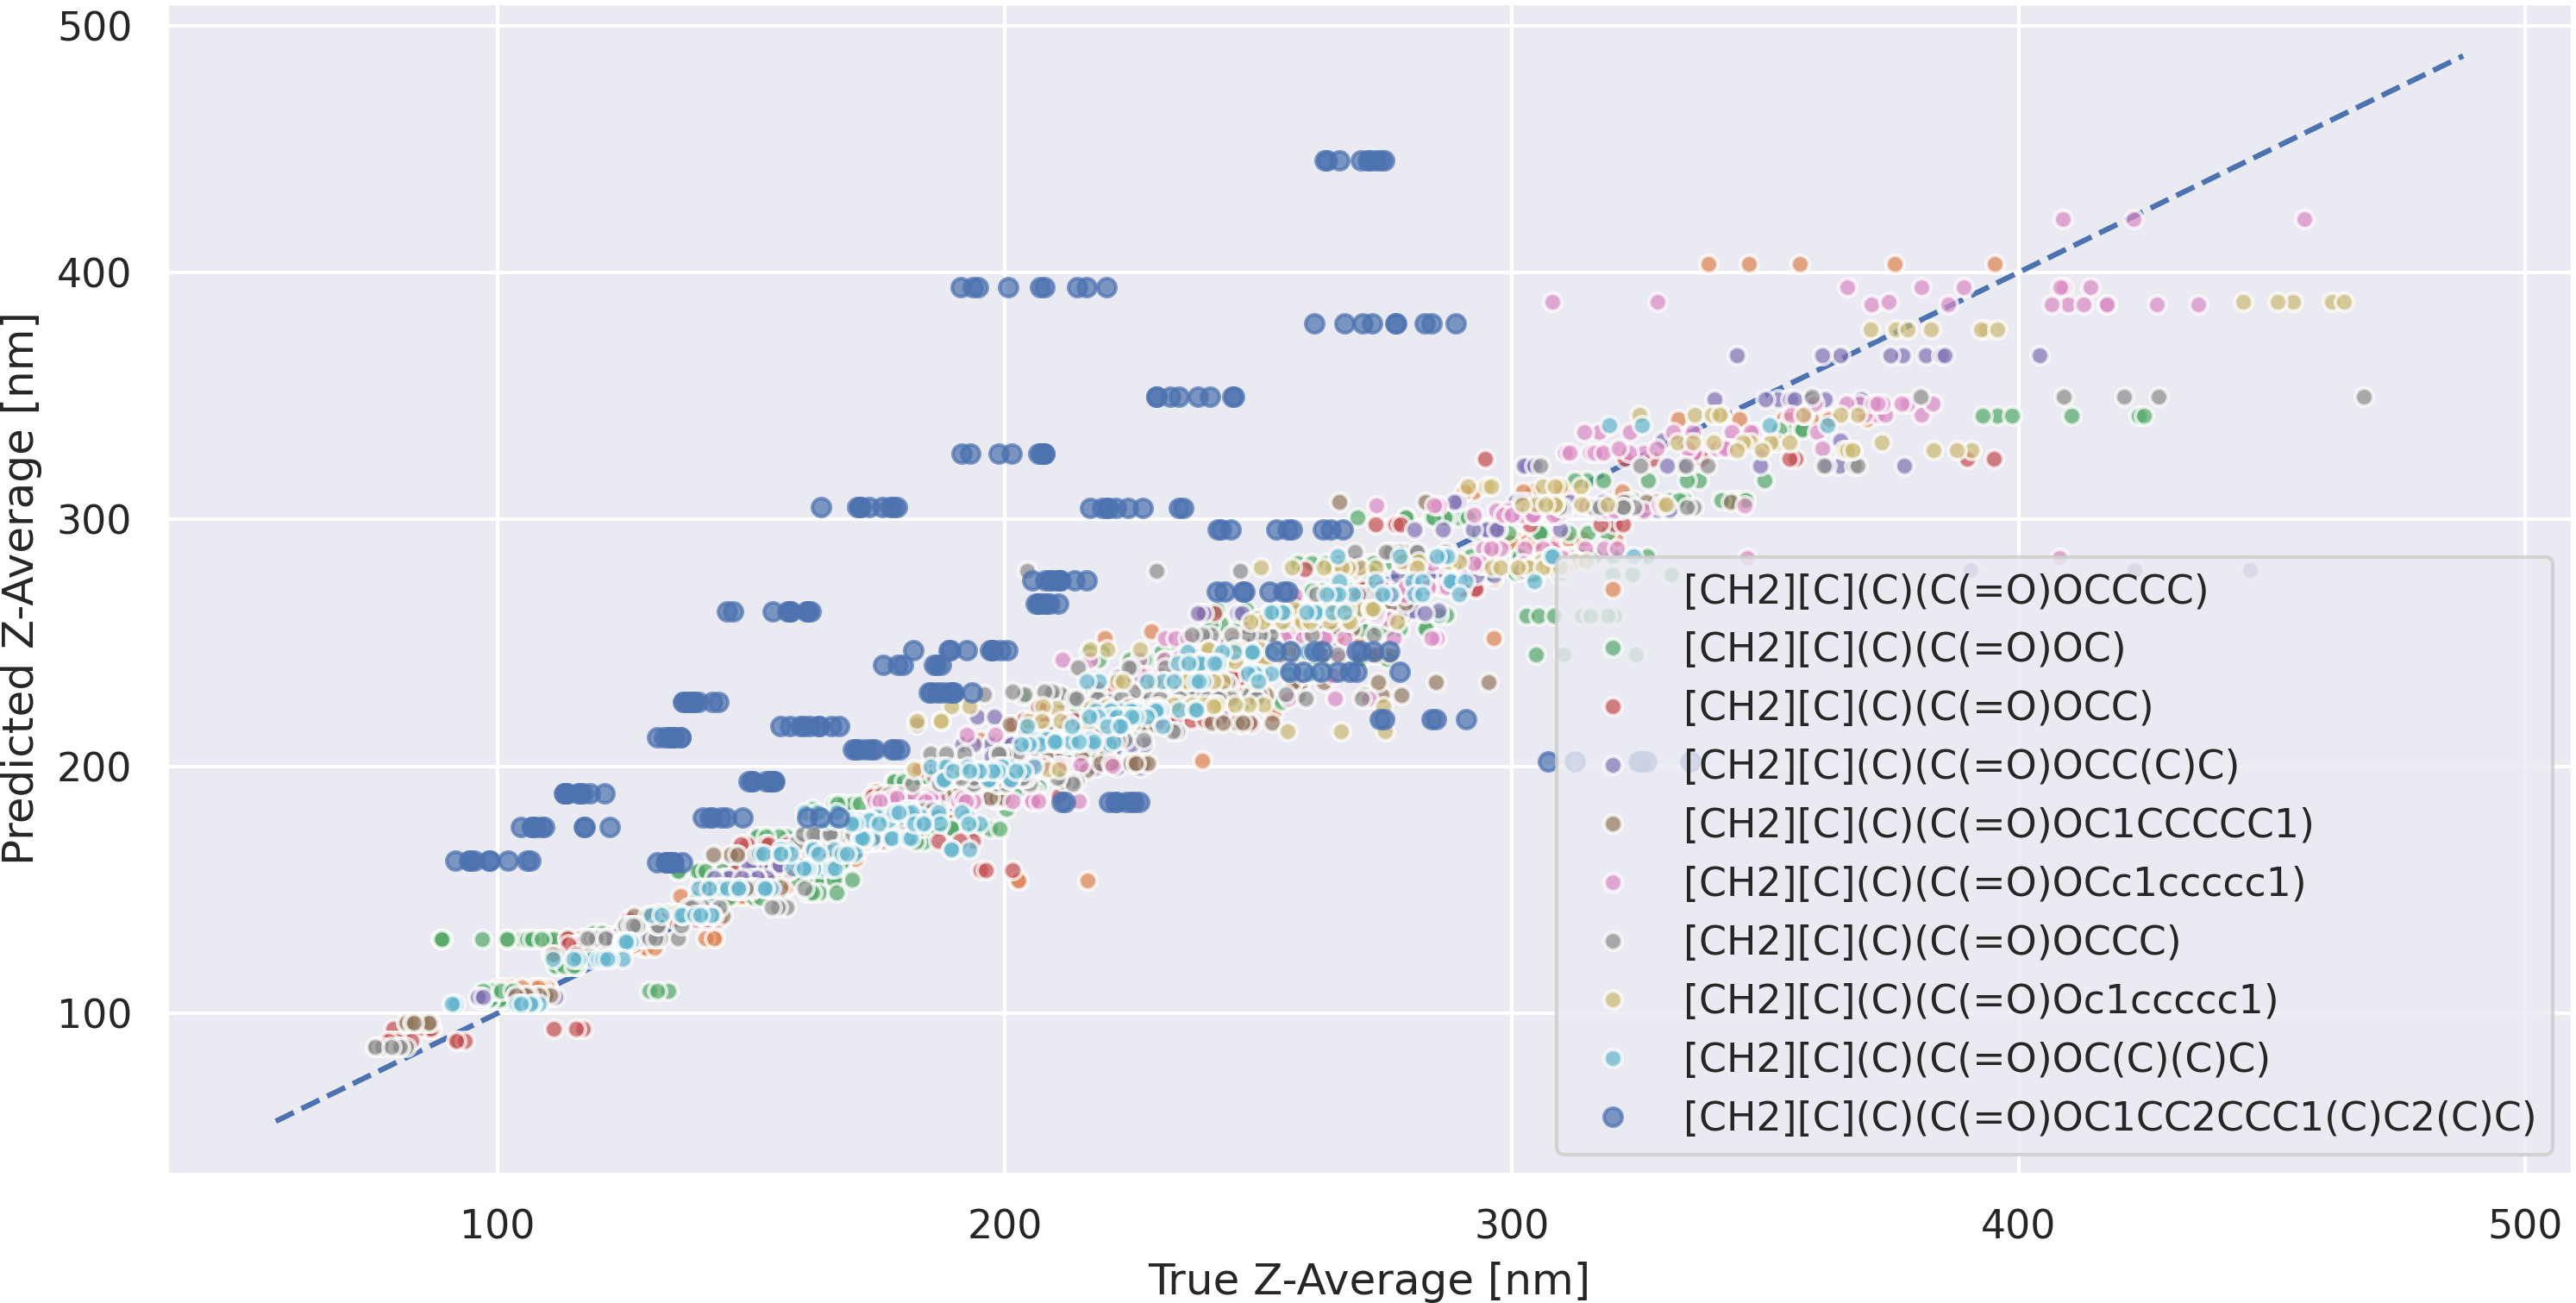 500
400
300
200
100
Predicted Z-Average [nm]
[CH2][C](C)(C(=O)OCCCC)
[CH2][C](C)(C(=O)OC)
[CH2][C](C)(C(=O)OCC)
[CH2][C](C)(C(=O)OCC(C)C)
[CH2][C](C)(C(=O)OC1CCCCC1)
[CH2][C](C)(C(=O)OCc1ccccc1)
[CH2][C](C)(C(=O)OCCC)
[CH2][C](C)(C(=O)Oc1ccccc1)
[CH2][C](C)(C(=O)OC(C)(C)C)
[CH2][C](C)(C(=O)OC1CC2CCC1(C)C2(C)C)
100 200 300 400 500
True Z-Average [nm]